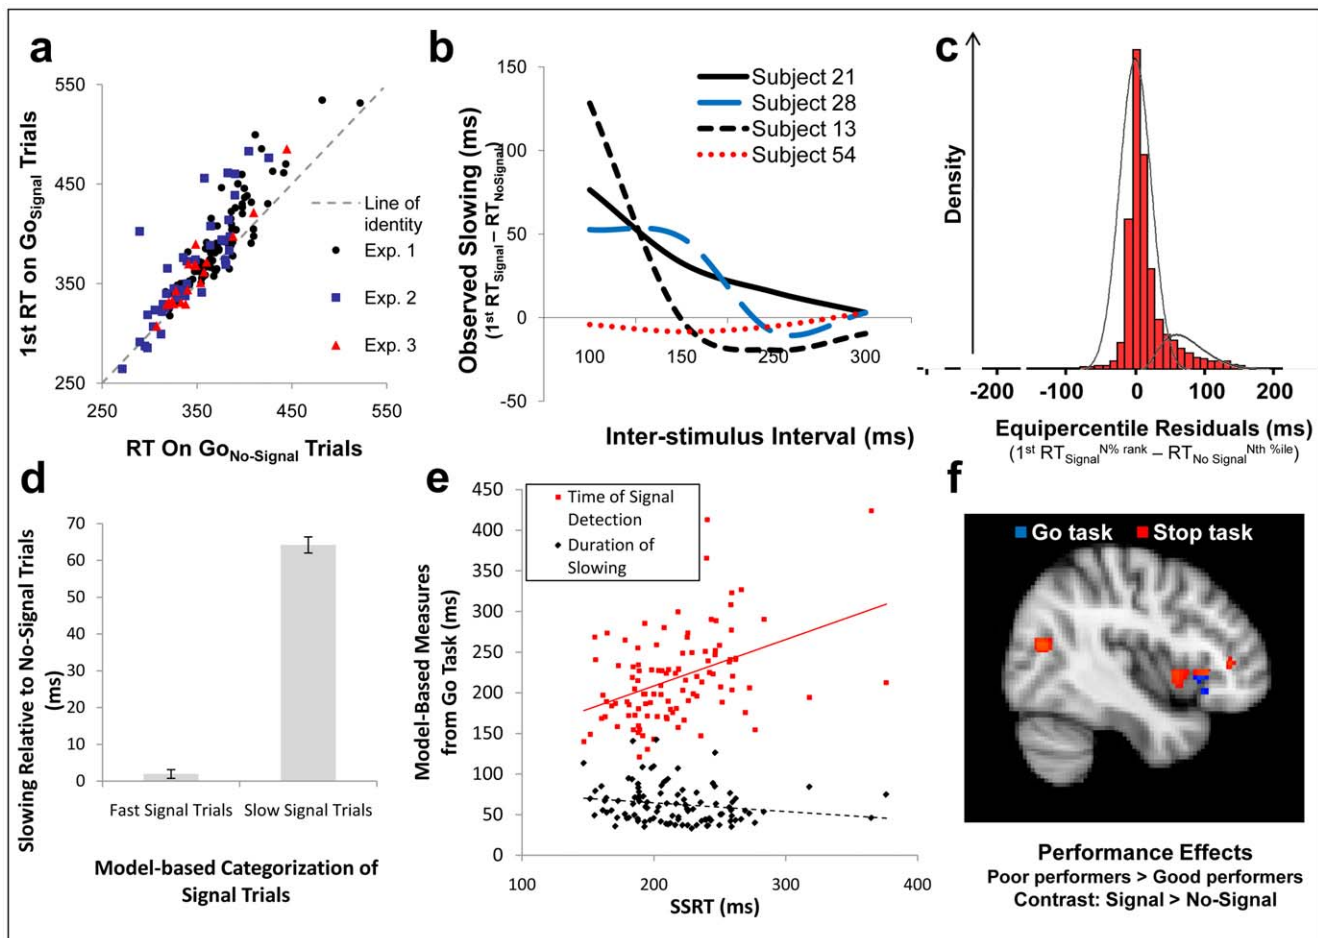 a
550
450
350
250
250
350
450
550
1st RT on GoSignal Trials
RT On GoNo-Signal Trials
Line of
identity
Exp. 1
Exp. 2
Exp. 3
b
150
100
50
0
-50
100
150
250
300
Observed Slowing (ms)
(1st RTSignal – RTNoSignal)
Inter-stimulus Interval (ms)
Subject 21
Subject 28
Subject 13
Subject 54
c
Density
-200
-100
0
100
200
Equipercentile Residuals (ms)
(1st RTSignalN% rank – RTNo SignalNth %ile)
d
70
60
50
40
30
20
10
0
Slowing Relative to No-Signal Trials
(ms)
Fast Signal Trials
Slow Signal Trials
Model-based Categorization of
Signal Trials
e
450
400
350
300
250
200
150
100
50
0
100
200
300
400
Model-Based Measures
from Go Task (ms)
SSRT (ms)
Time of Signal
Detection
Duration of
Slowing
f
Go task
Stop task
Performance Effects
Poor performers > Good performers
Contrast: Signal > No-Signal